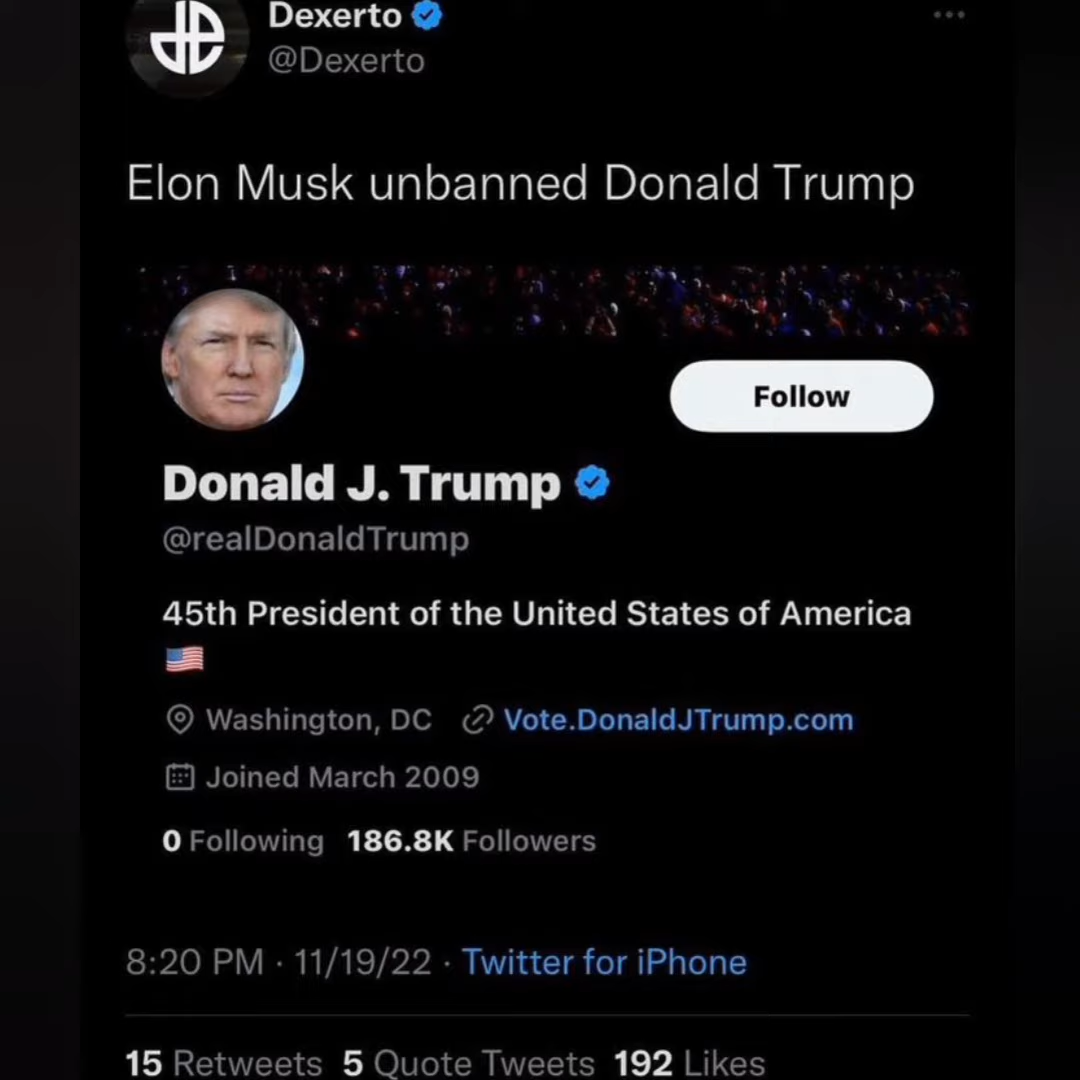 Dexerto
@Dexerto
Elon Musk unbanned Donald Trump
Follow
Donald J. Trump
@realDonaldTrump
45th President of the United States of America
🇺🇸
Washington, DC Vote.DonaldJTrump.com
Joined March 2009
0 Following 186.8K Followers
8:20 PM · 11/19/22 · Twitter for iPhone
15 Retweets 5 Quote Tweets 192 Likes